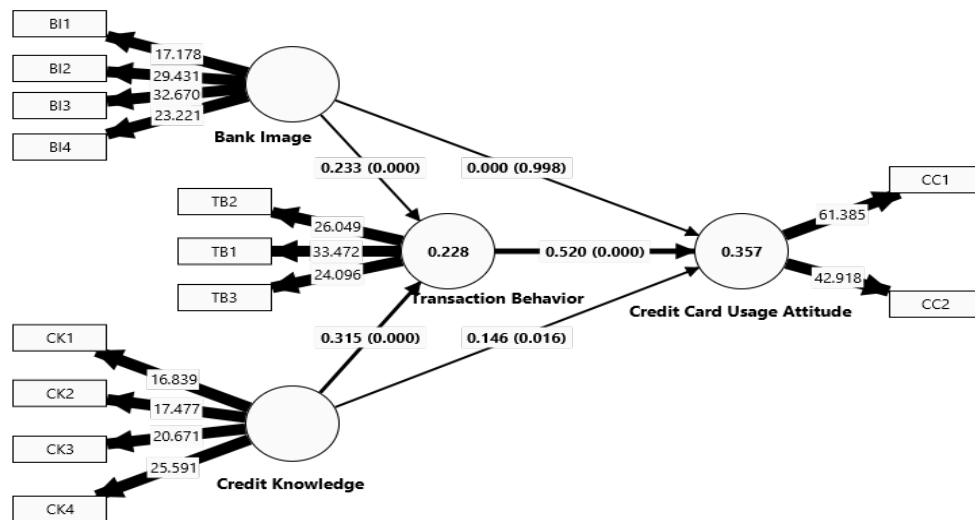 BI1
17.178
BI2
29.431
BI3
32.670
BI4
23.221
Bank Image
0.233 (0.000)
0.000 (0.998)
TB2
26.049
TB1
33.472
TB3
24.096
0.228
Transaction Behavior
0.520 (0.000)
0.357
Credit Card Usage Attitude
CC1
61.385
42.918
CC2
0.315 (0.000)
0.146 (0.016)
CK1
16.839
CK2
17.477
CK3
20.671
CK4
25.591
Credit Knowledge